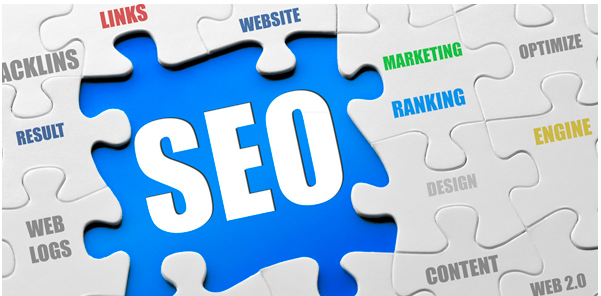 LINKS
WEBSITE
ACKLINS
MARKETING
OPTIMIZE
RANKING
RESULT
SEO
ENGINE
DESIGN
WEB
LOGS
CONTENT
WEB 2.0